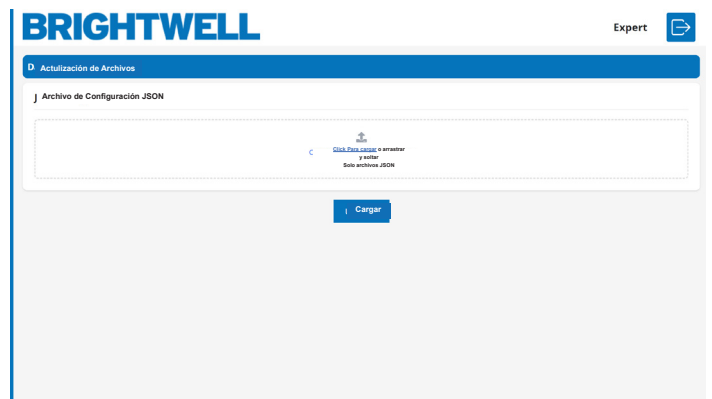 BRIGHTWELL
Expert
D Actulización de Archivos
J Archivo de Configuración JSON
C Click Para cargar o arrastrar
y soltar
Solo archivos JSON
Cargar